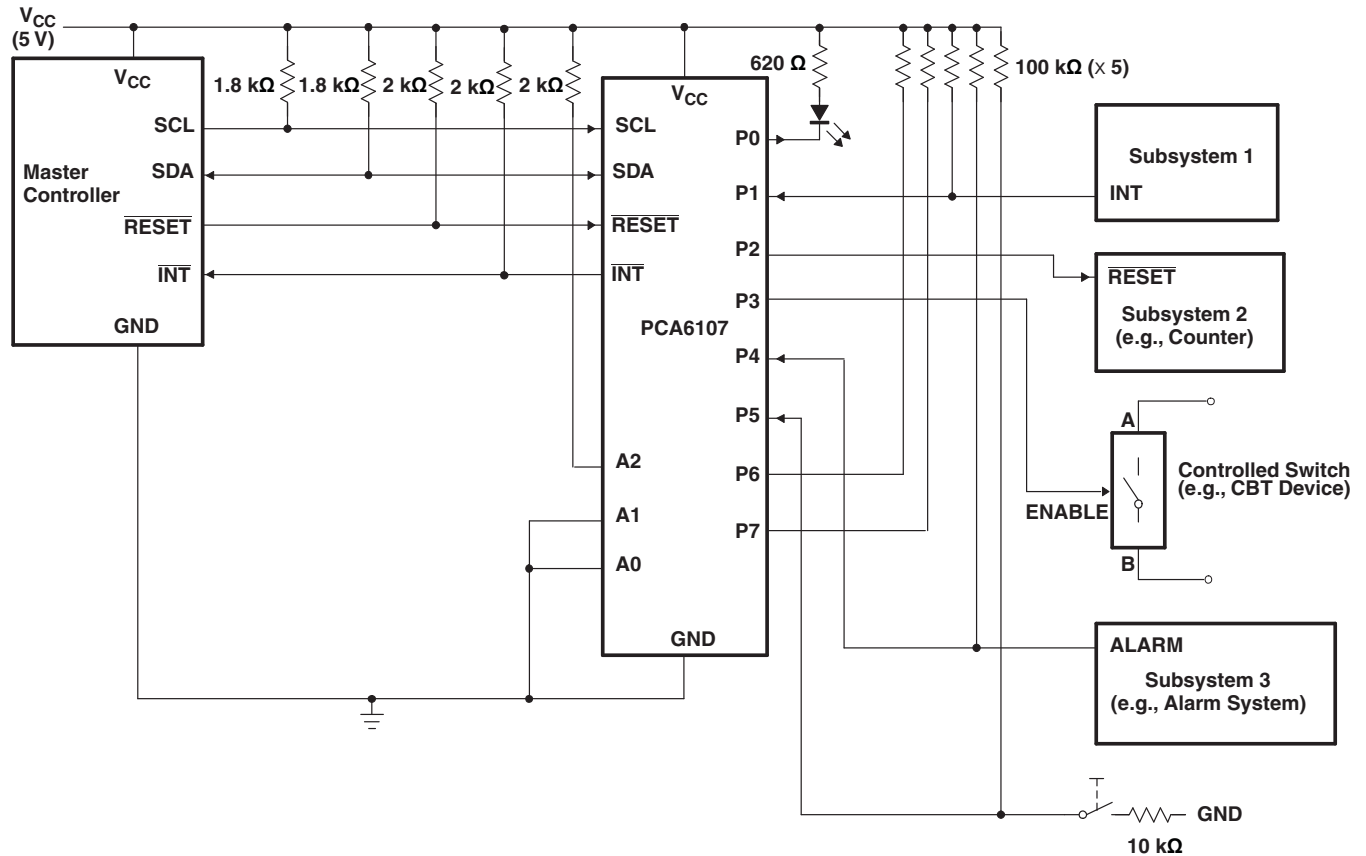 VCC
(5 V)
VCC
SCL
Master
Controller
SDA
RESET
INT
GND
1.8 kΩ
1.8 kΩ
2 kΩ
2 kΩ
2 kΩ
VCC
SCL
SDA
RESET
INT
PCA6107
A2
A1
A0
GND
P0
P1
P2
P3
P4
P5
P6
P7
620 Ω
100 kΩ (X 5)
Subsystem 1
INT
RESET
Subsystem 2
(e.g., Counter)
A
Controlled Switch
(e.g., CBT Device)
ENABLE
B
ALARM
Subsystem 3
(e.g., Alarm System)
GND
10 kΩ